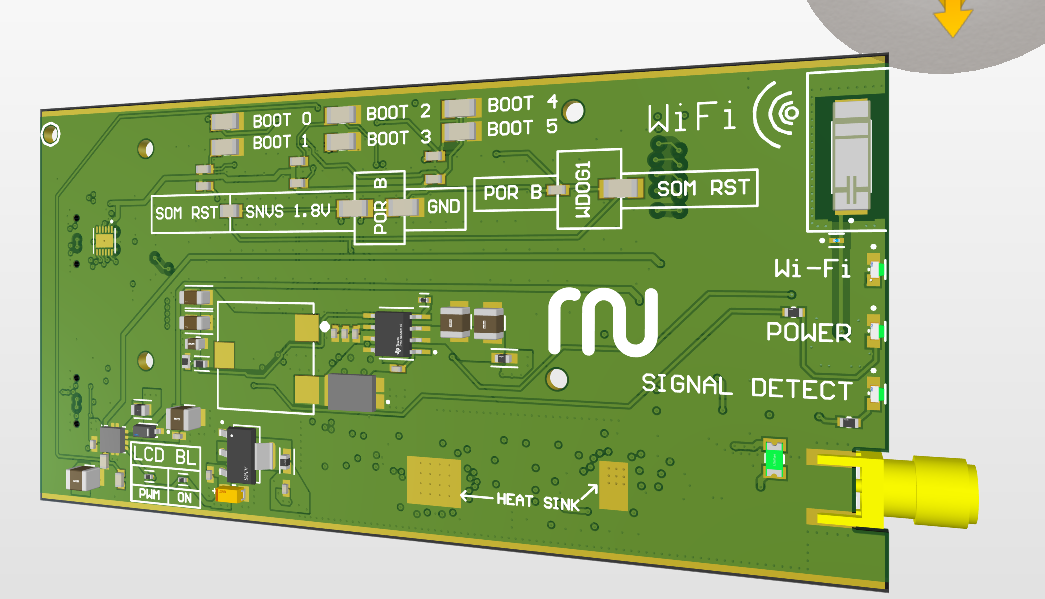 BOOT 0
BOOT 1
BOOT 2
BOOT 3
BOOT 4
BOOT 5
WiFi
SOM RST
SNVS 1.8V
POR B
GND
POR B
WDOG1
SOM RST
Wi-Fi
POWER
SIGNAL DETECT
LCD BL
PWM
ON
HEAT SINK